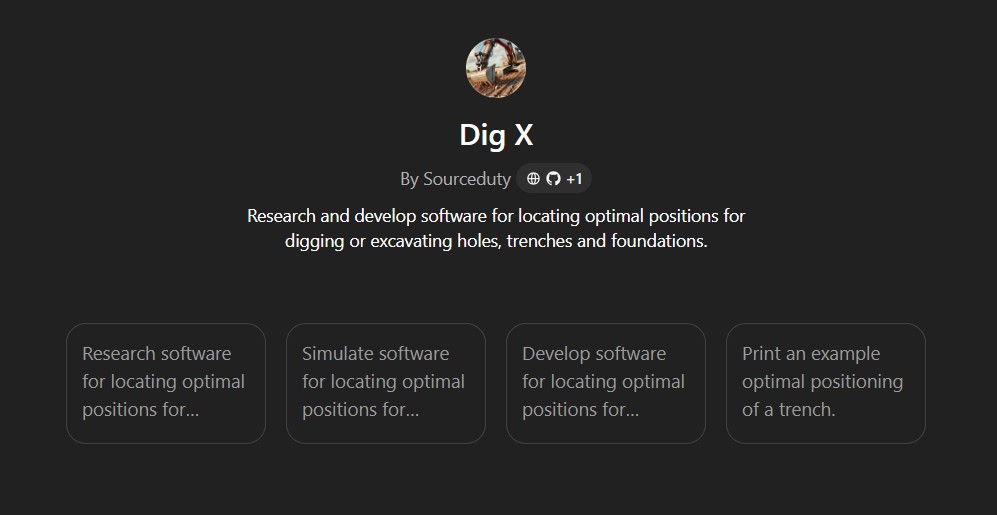 Dig X
By Sourceduty +1
Research and develop software for locating optimal positions for
digging or excavating holes, trenches and foundations.
Research software
for locating optimal
positions for...
Simulate software
for locating optimal
positions for...
Develop software
for locating optimal
positions for...
Print an example
optimal positioning
of a trench.